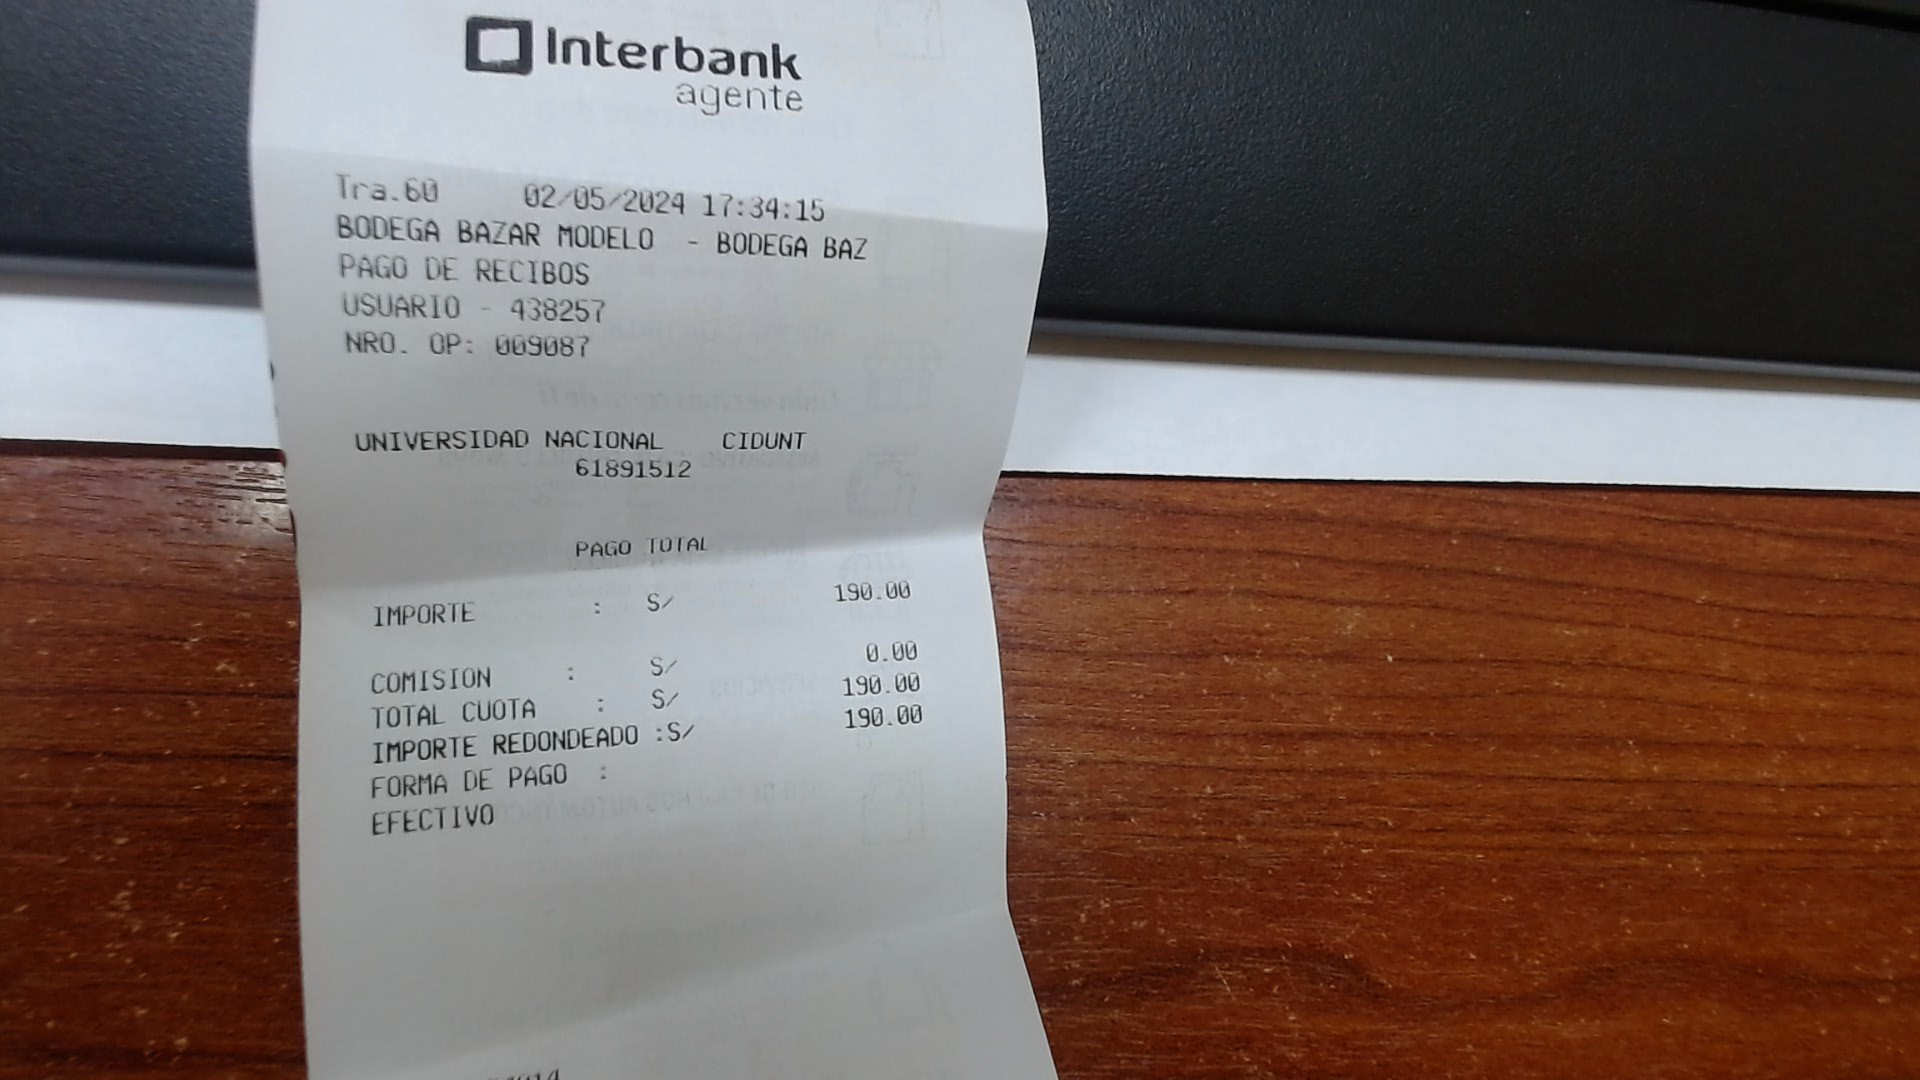 Interbank
agente
Tra.60 02/05/2024 17:34:15
BODEGA BAZAR MODELO - BODEGA BAZ
PAGO DE RECIBOS
USUARIO - 438257
NRO. OP: 009087
UNIVERSIDAD NACIONAL CIDUNT
61891512
PAGO TOTAL
IMPORTE : S/ 190.00
COMISION : S/ 0.00
TOTAL CUOTA : S/ 190.00
IMPORTE REDONDEADO :S/ 190.00
FORMA DE PAGO :
EFECTIVO